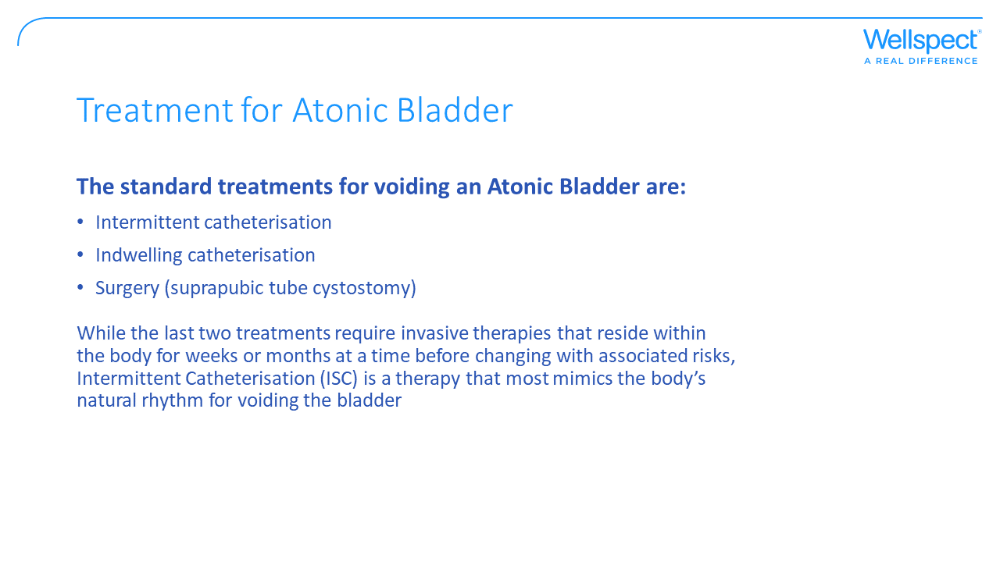 Wellspect®
A REAL DIFFERENCE
Treatment for Atonic Bladder
The standard treatments for voiding an Atonic Bladder are:
• Intermittent catheterisation
• Indwelling catheterisation
• Surgery (suprapubic tube cystostomy)
While the last two treatments require invasive therapies that reside within
the body for weeks or months at a time before changing with associated risks,
Intermittent Catheterisation (ISC) is a therapy that most mimics the body’s
natural rhythm for voiding the bladder